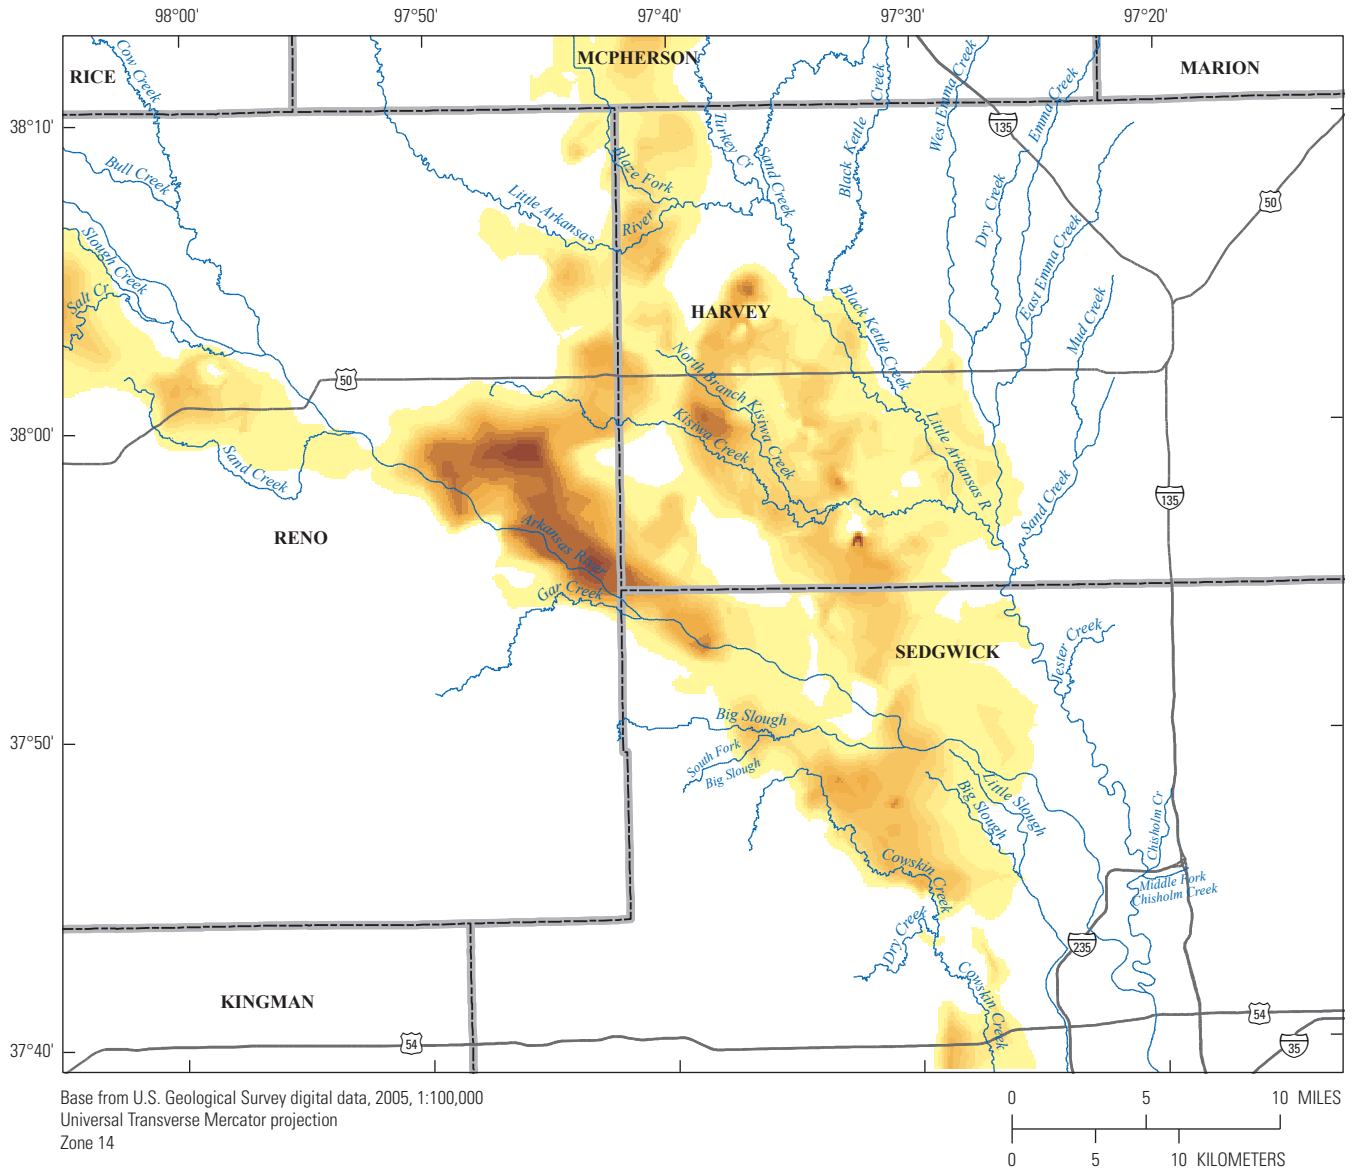 98°00'
97°50'
97°40'
97°30'
97°20'
RICE
MCPHERSON
MARION
Cow Creek
Turkey Cr
Sand Creek
Black Kettle Creek
West Emma Creek
Emma Creek
135
38°10'
Bull Creek
Blaze Fork
Little Arkansas River
Dry Creek
50
Slough Creek
Salt Cr
East Emma Creek
Mud Creek
HARVEY
Black Kettle Creek
North Branch Kisiwa Creek
50
Kisiwa Creek
Little Arkansas R
38°00'
Sand Creek
Sand Creek
135
RENO
Arkansas River
Gar Creek
SEDGWICK
Jester Creek
Big Slough
37°50'
South Fork
Big Slough
Little Slough
Big Slough
Chisholm Cr
Cowskin Creek
Middle Fork
Chisholm Creek
Dry Creek
235
Cowskin Creek
KINGMAN
54
54
35
37°40'
Base from U.S. Geological Survey digital data, 2005, 1:100,000
Universal Transverse Mercator projection
Zone 14
0 5 10 MILES
0 5 10 KILOMETERS